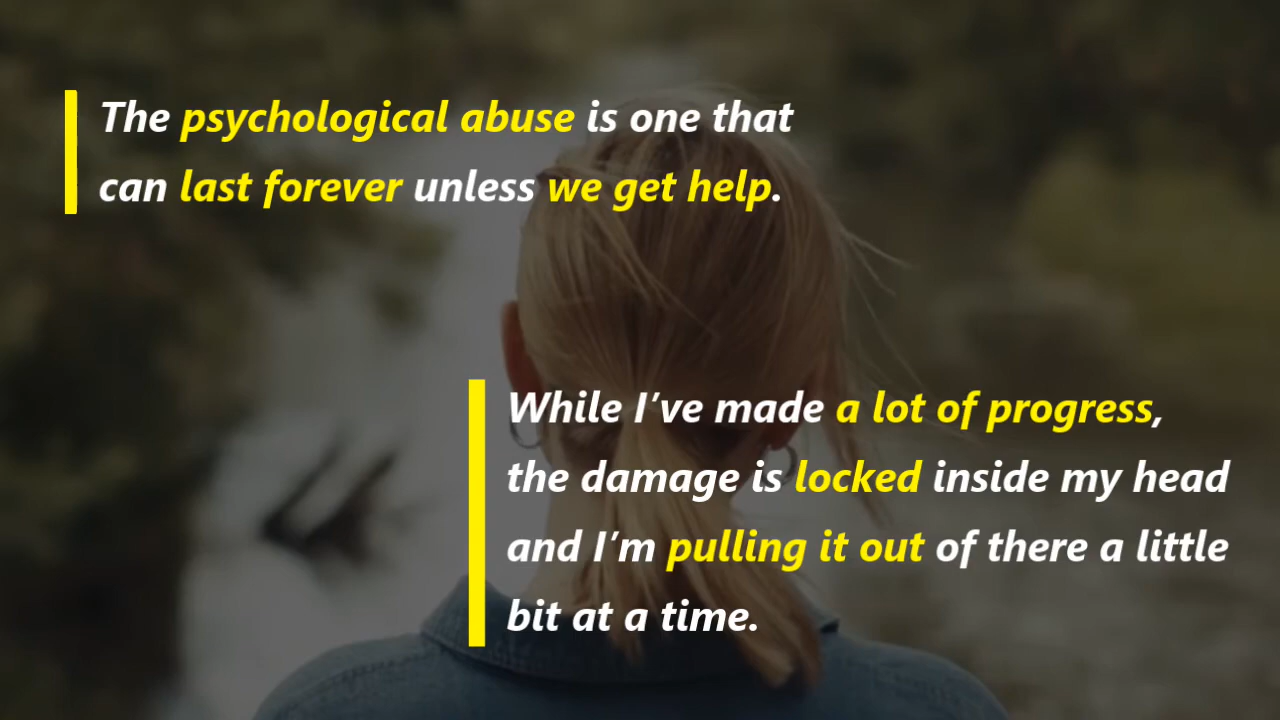 The psychological abuse is one that
can last forever unless we get help.
While I've made a lot of progress,
the damage is locked inside my head
and I'm pulling it out of there a little
bit at a time.